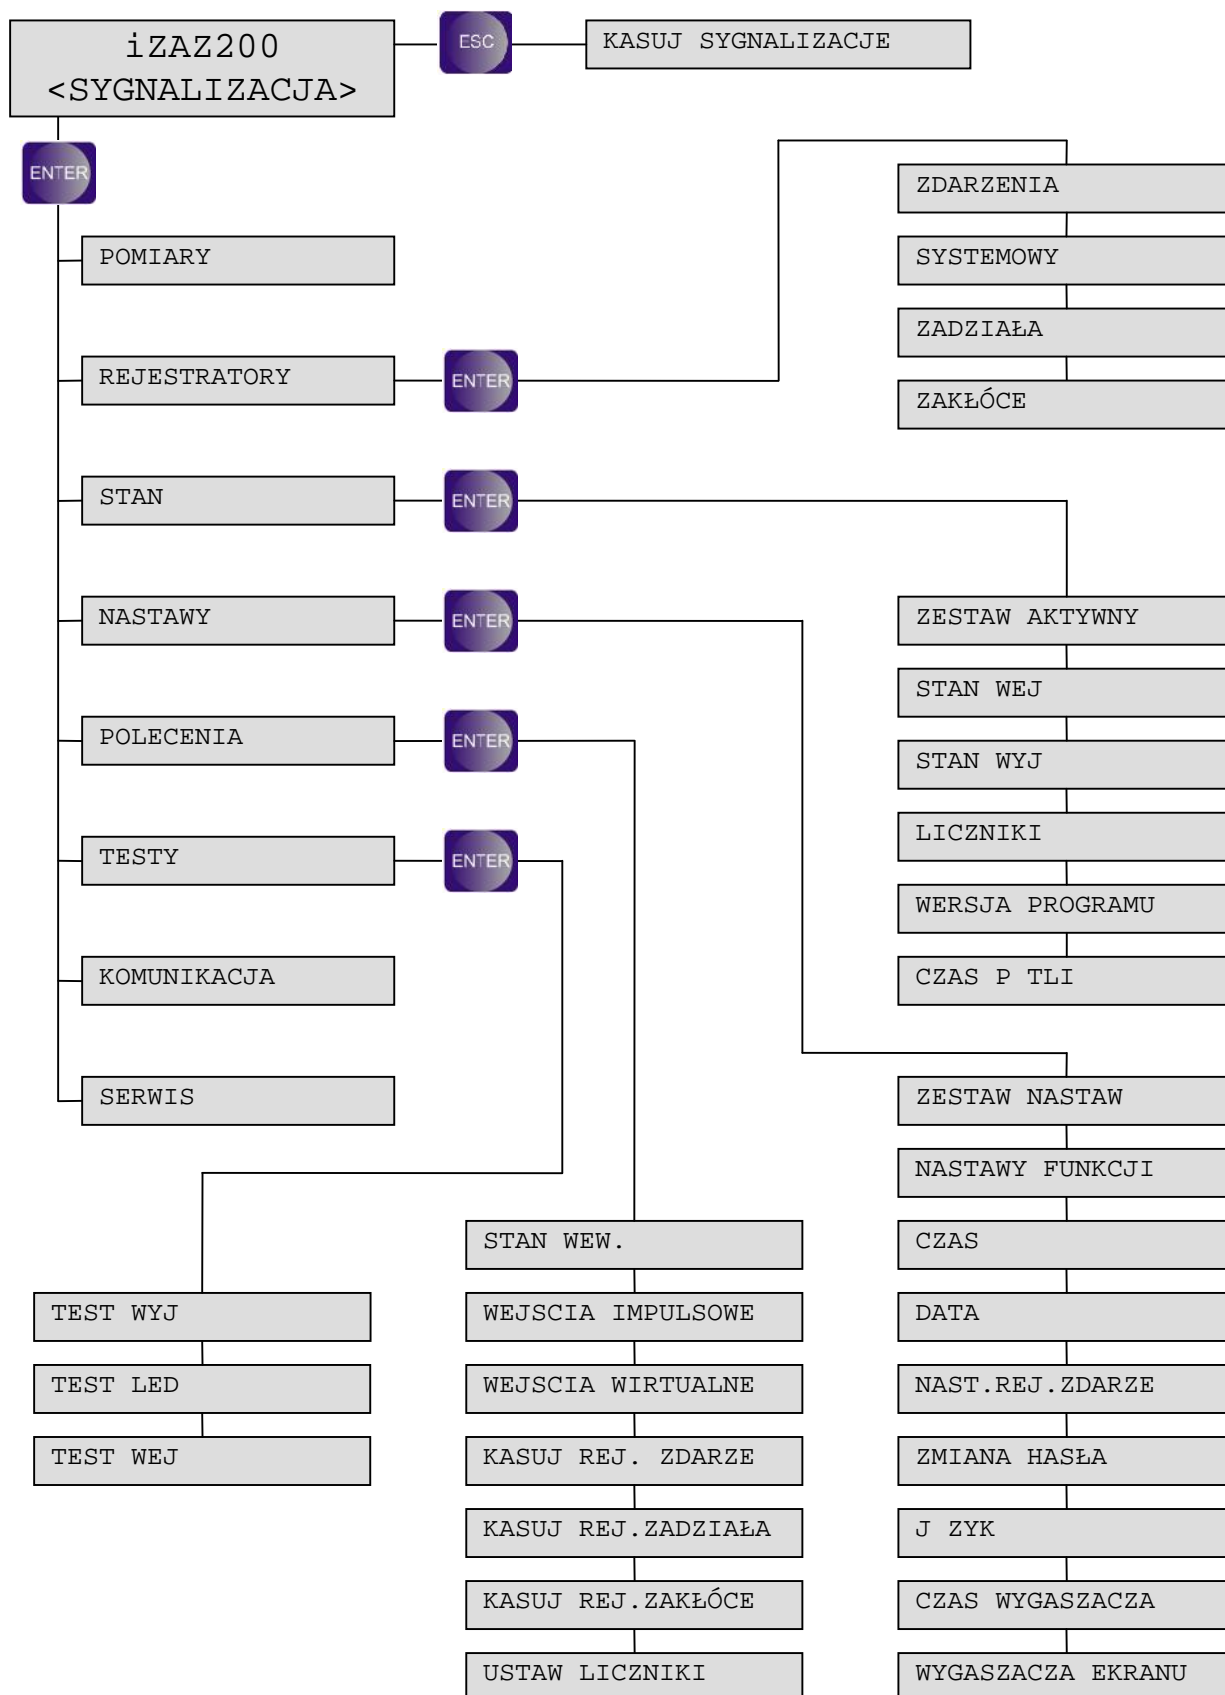 iZAZ200
<SYGNALIZACJA>
ESC
KASUJ SYGNALIZACJE
ENTER
POMIARY
REJESTRATORY
ENTER
ZDARZENIA
SYSTEMOWY
ZADZIAŁA
ZAKŁÓCE
STAN
ENTER
ZESTAW AKTYWNY
STAN WEJ
STAN WYJ
LICZNIKI
WERSJA PROGRAMU
CZAS P TLI
NASTAWY
ENTER
ZESTAW NASTAW
NASTAWY FUNKCJI
CZAS
DATA
NAST.REJ.ZDARZE
ZMIANA HASŁA
J ZYK
CZAS WYGASZACZA
WYGASZACZA EKRANU
POLECENIA
ENTER
STAN WEW.
WEJSCIA IMPULSOWE
WEJSCIA WIRTUALNE
KASUJ REJ. ZDARZE
KASUJ REJ.ZADZIAŁA
KASUJ REJ.ZAKŁÓCE
USTAW LICZNIKI
TESTY
ENTER
TEST WYJ
TEST LED
TEST WEJ
KOMUNIKACJA
SERWIS